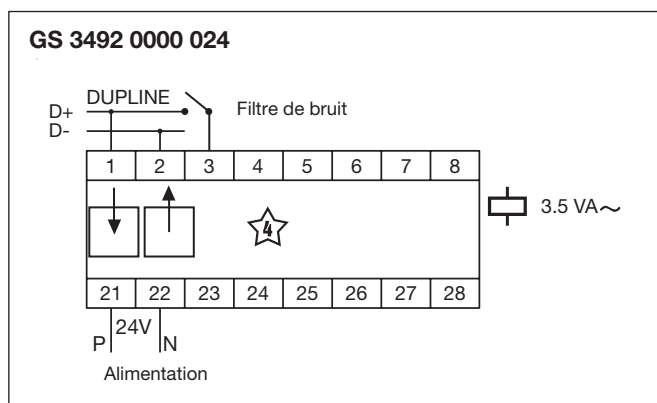 GS 3492 0000 024
DUPLINE
D+
D-
Filtre de bruit
1 2 3 4 5 6 7 8
4
3.5 VA~
21 22 23 24 25 26 27 28
24V
P N
Alimentation